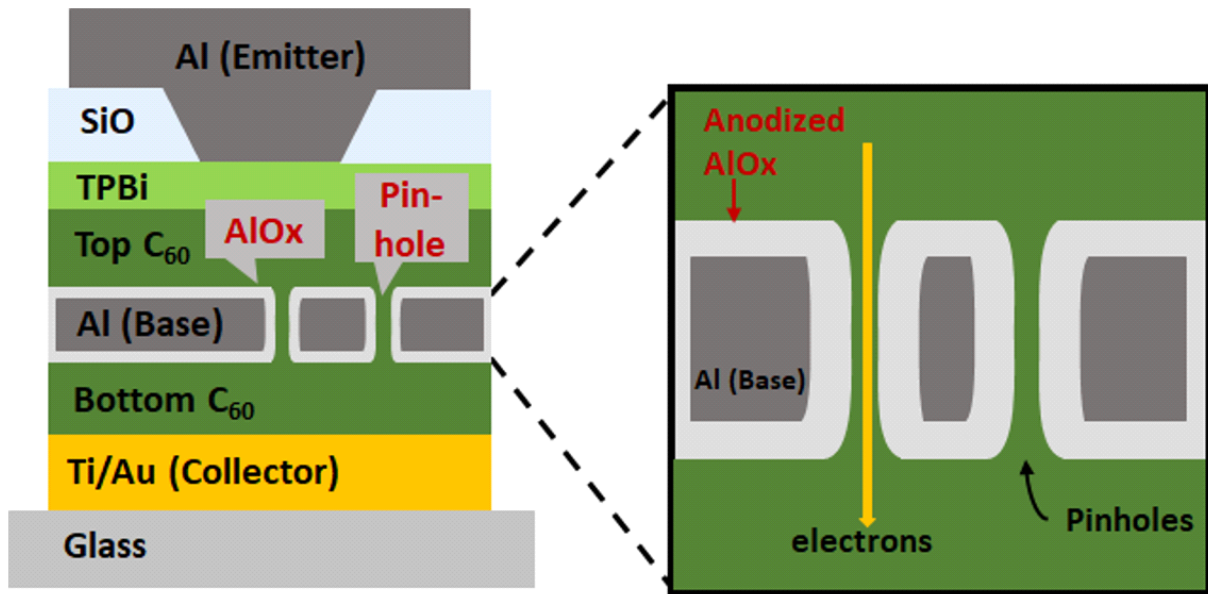 Al (Emitter)
SiO
TPBi
Pin-
hole
AlOx
Top C₆₀
Al (Base)
Bottom C₆₀
Ti/Au (Collector)
Glass
Anodized
AlOx
Al (Base)
Pinholes
electrons